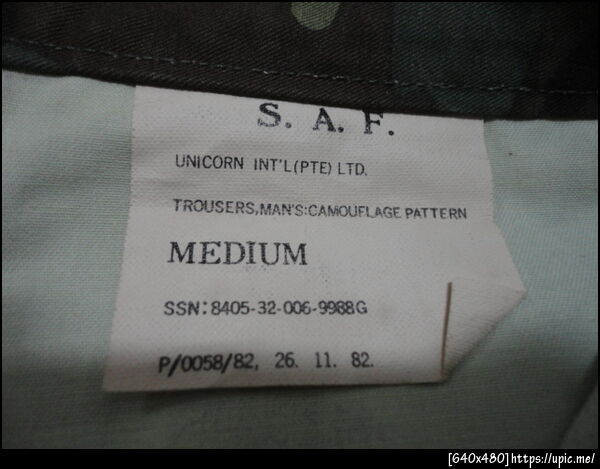 S. A. F.
UNICORN INT'L(PTE) LTD.
TROUSERS,MAN'S:CAMOUFLAGE PATTERN
MEDIUM
SSN:8405-32-006-9988G
P/0058/82, 26. 11. 82.
[640x480]https://upic.me/